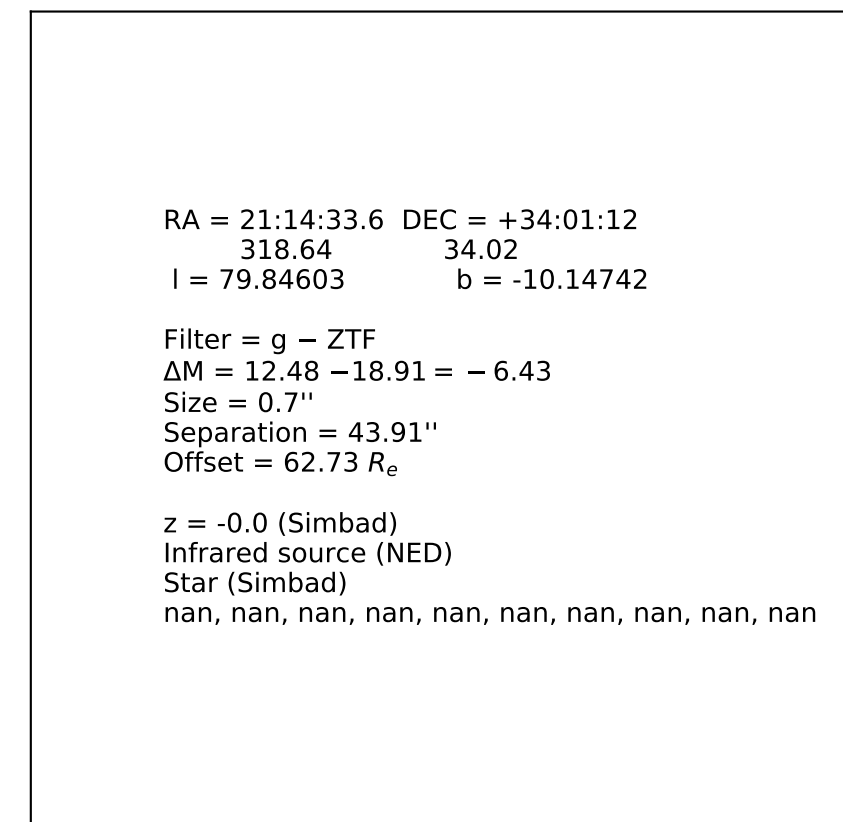 RA = 21:14:33.6  DEC = +34:01:12
318.64  34.02
l = 79.84603  b = -10.14742
Filter = g − ZTF
ΔM = 12.48 −18.91 = − 6.43
Size = 0.7''
Separation = 43.91''
Offset = 62.73 Re
z = -0.0 (Simbad)
Infrared source (NED)
Star (Simbad)
nan, nan, nan, nan, nan, nan, nan, nan, nan, nan